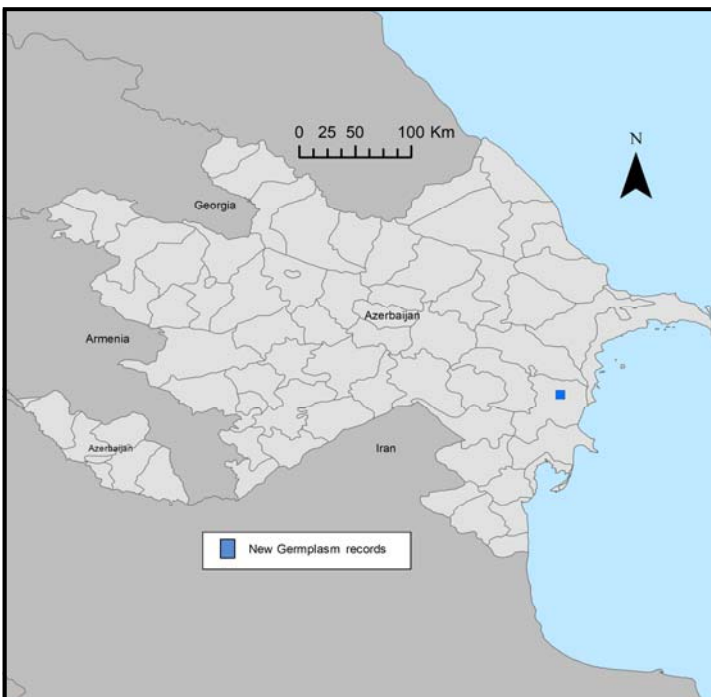 0 25 50 100 Km
N
Georgia
Azerbaijan
Armenia
Azerbaijan
Iran
New Germplasm records